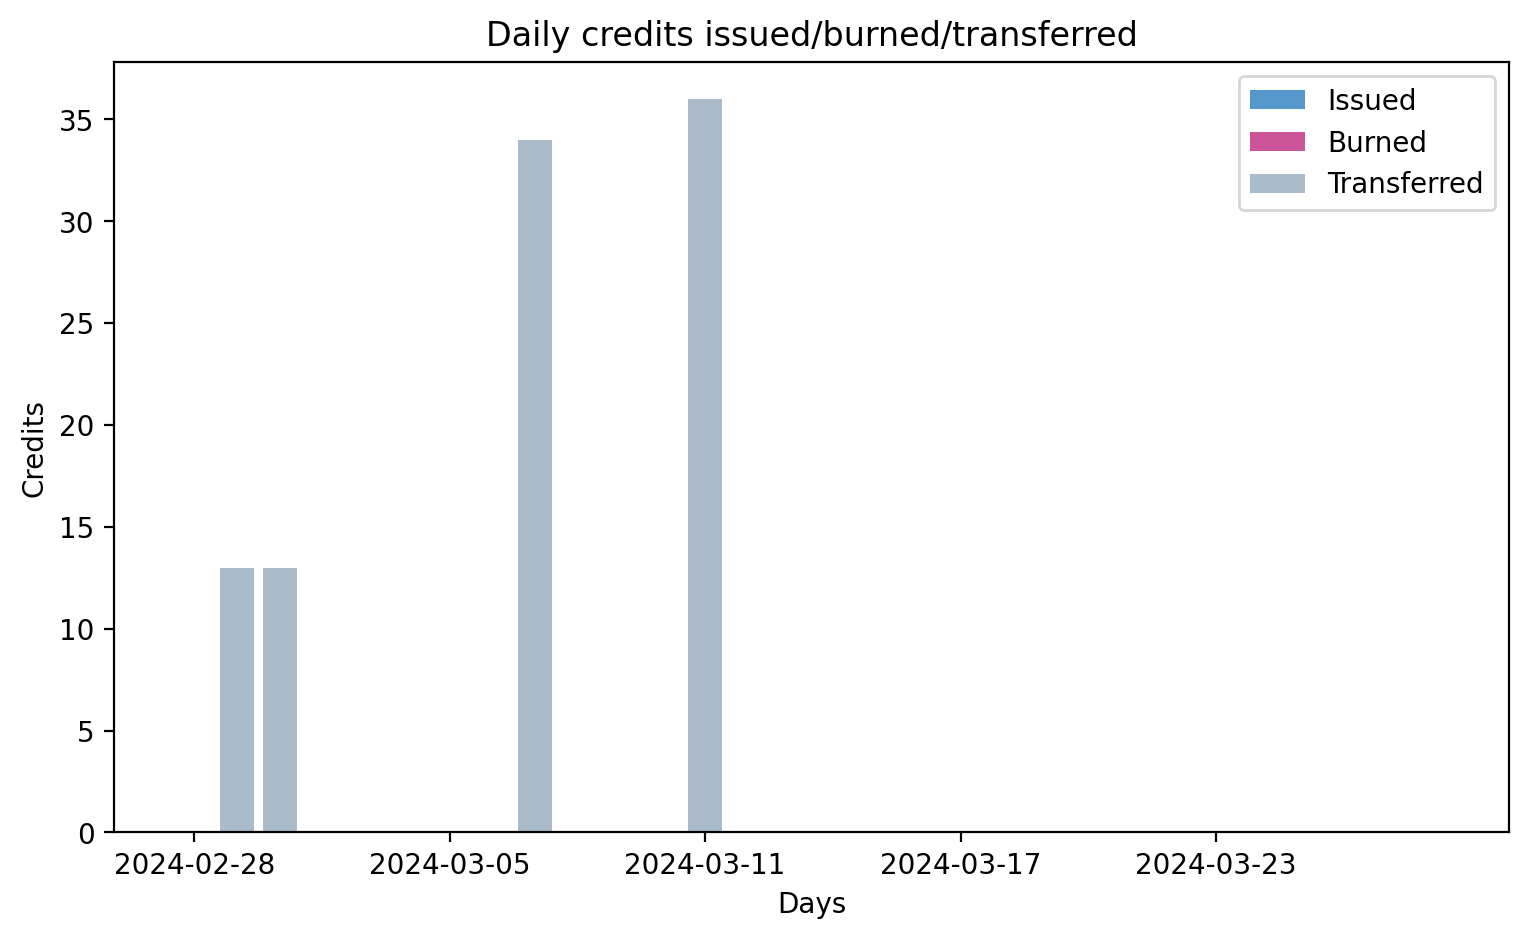 Daily credits issued/burned/transferred
Issued
Burned
Transferred
Credits
35
30
25
20
15
10
5
0
2024-02-28 2024-03-05 2024-03-11 2024-03-17 2024-03-23
Days